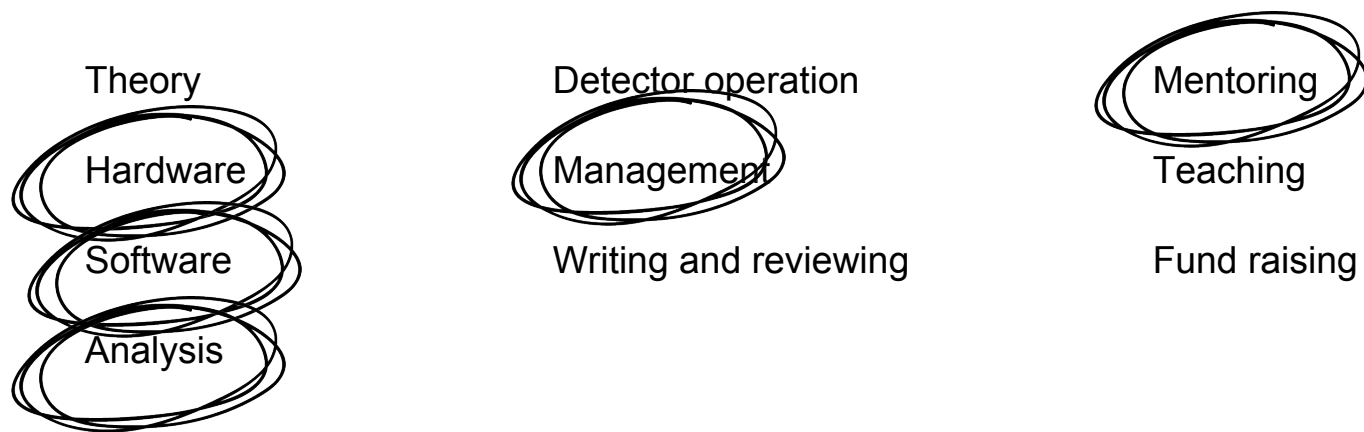 Theory
Hardware
Software
Analysis
Detector operation
Management
Writing and reviewing
Mentoring
Teaching
Fund raising